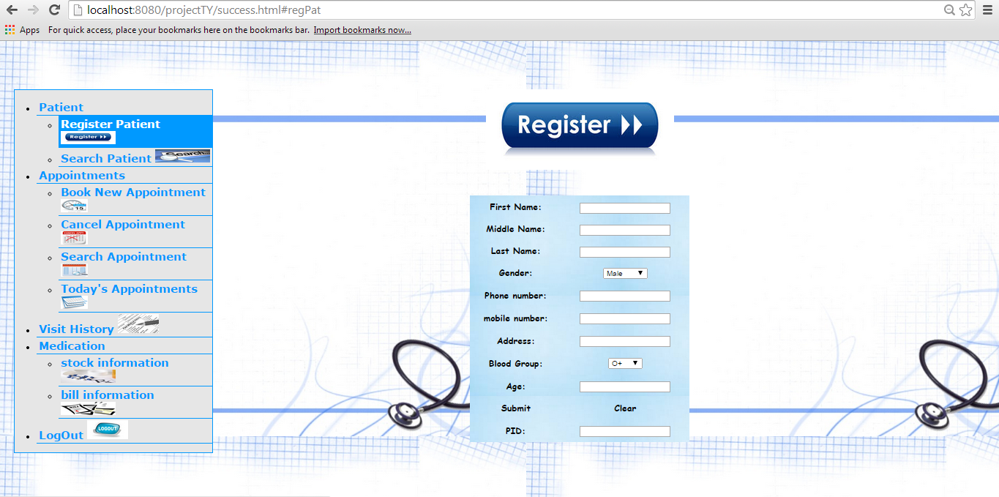 localhost:8080/projectTY/success.html#regPat
Apps For quick access, place your bookmarks here on the bookmarks bar. Import bookmarks now...
Patient
Register Patient
Register
Search Patient Search
Appointments
Book New Appointment
15
Cancel Appointment
CANCEL APPT
Search Appointment
Today's Appointments
Visit History
Medication
stock information
bill information
LogOut LOGOUT
Register
First Name:
Middle Name:
Last Name:
Gender: Male
Phone number:
mobile number:
Address:
Blood Group: O+
Age:
Submit Clear
PID: